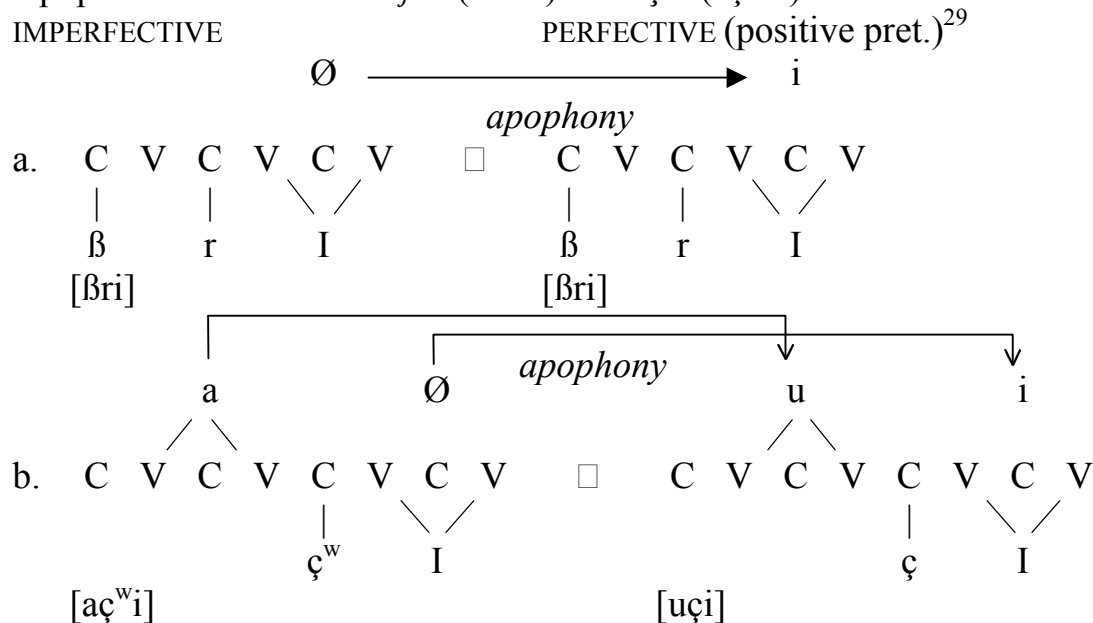 IMPERFECTIVE PERFECTIVE (positive pret.)29
Ø i
apophony
a. C V C V C V □ C V C V C V
ß r I ß r I
[ßri] [ßri]
apophony
a Ø u i
b. C V C V C V C V □ C V C V C V C V
çʷ I ç I
[açʷi] [uçi]